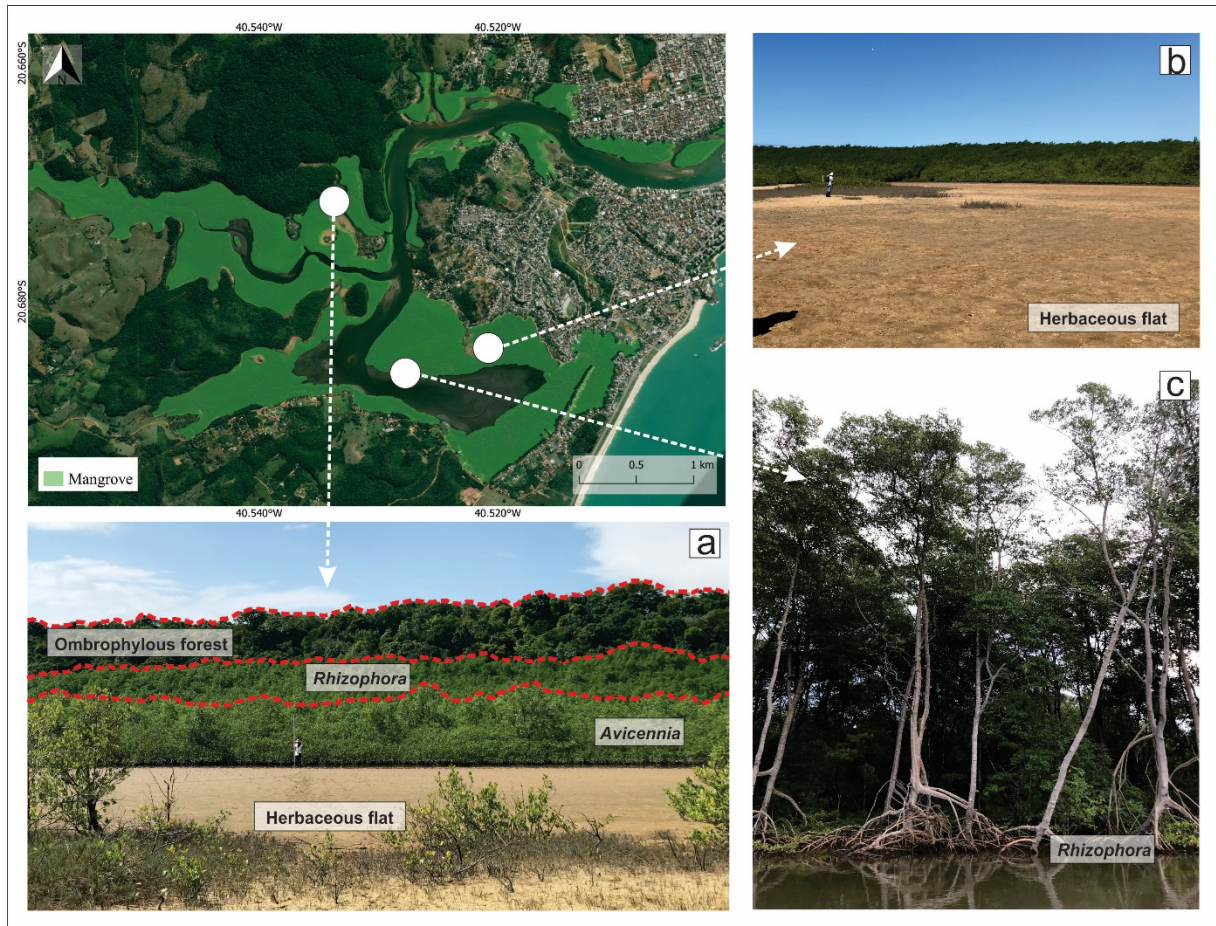 40.540°W 40.520°W
20.660°S
N
20.680°S
Mangrove
0 0.5 1 km
40.540°W 40.520°W
b
Herbaceous flat
a
Ombrophylous forest
Rhizophora
Avicennia
Herbaceous flat
c
Rhizophora